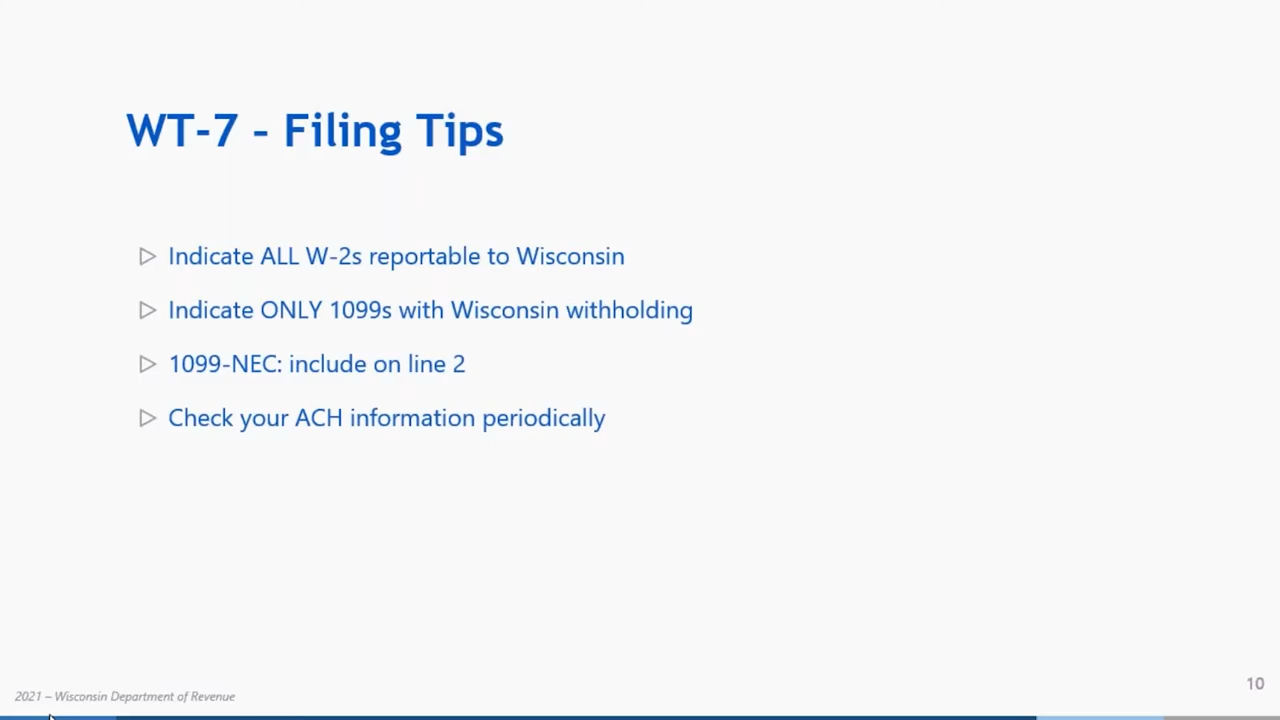 WT-7 - Filing Tips
Indicate ALL W-2s reportable to Wisconsin
Indicate ONLY 1099s with Wisconsin withholding
1099-NEC: include on line 2
Check your ACH information periodically
2021 – Wisconsin Department of Revenue
10